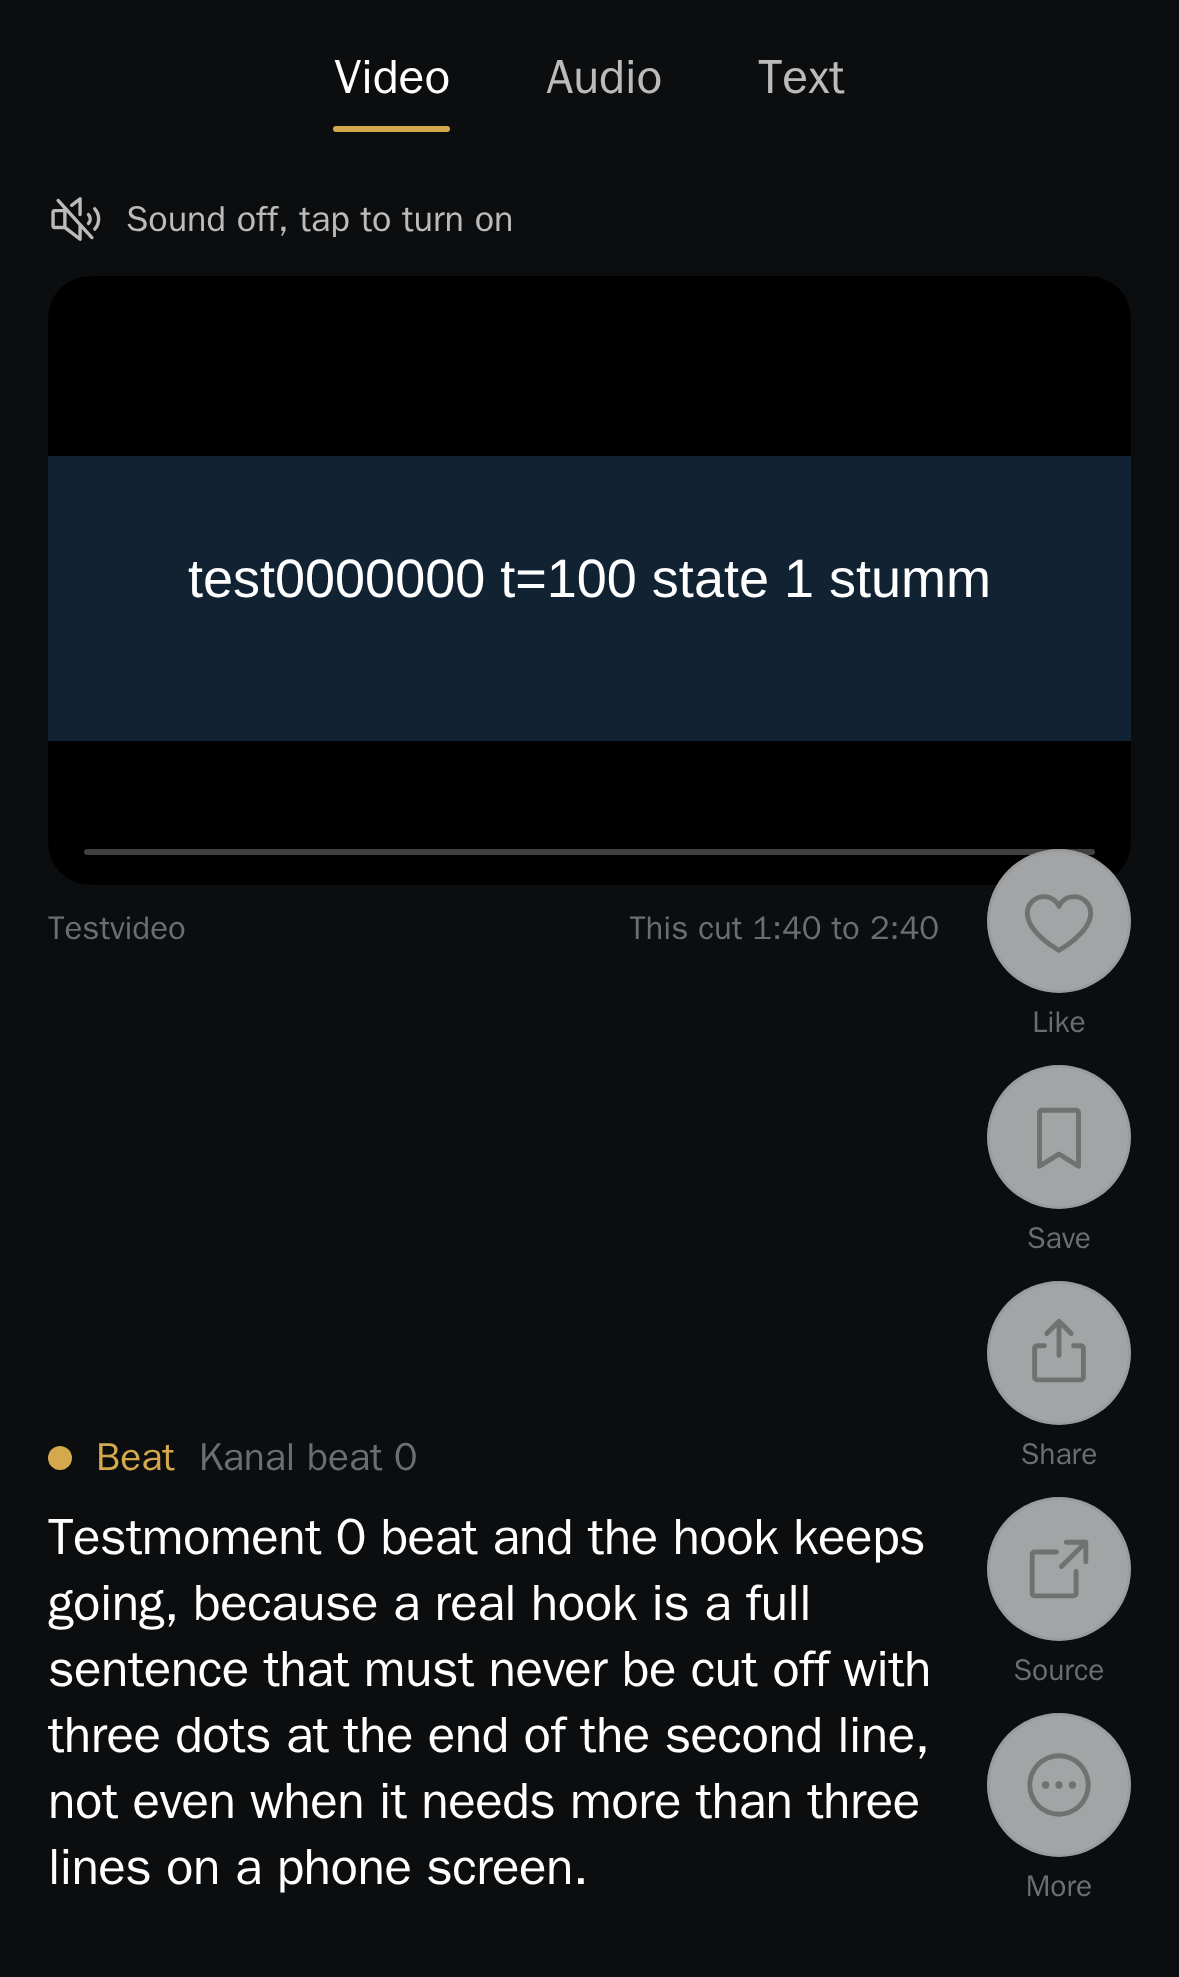 Video Audio Text
Sound off, tap to turn on
test0000000 t=100 state 1 stumm
Testvideo
This cut 1:40 to 2:40
Like
Save
Share
Source
More
Beat Kanal beat 0
Testmoment 0 beat and the hook keeps
going, because a real hook is a full
sentence that must never be cut off with
three dots at the end of the second line,
not even when it needs more than three
lines on a phone screen.